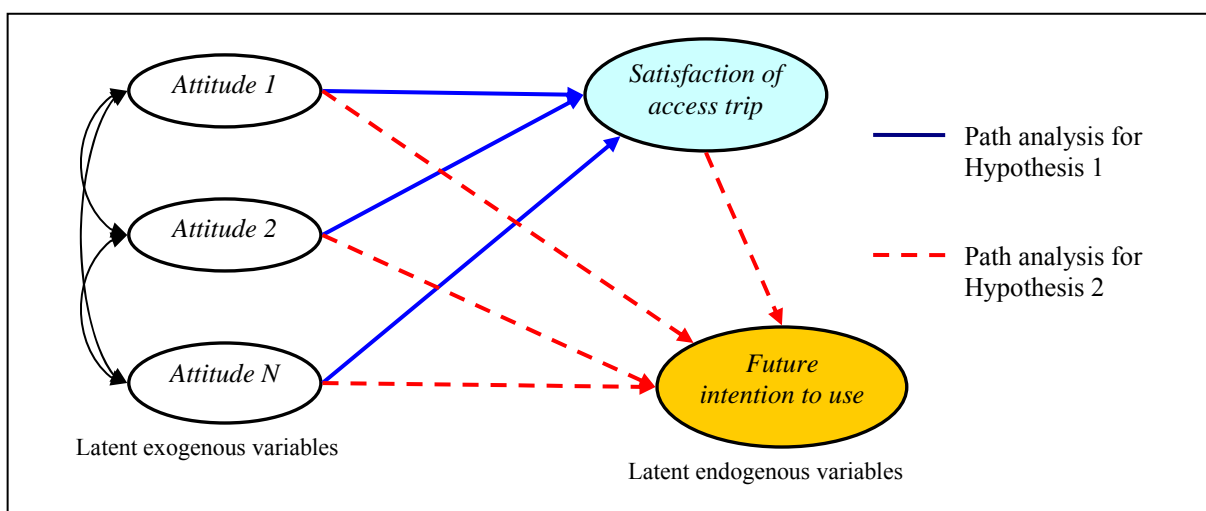 Attitude 1
Attitude 2
Attitude N
Latent exogenous variables
Satisfaction of
access trip
Future
intention to use
Latent endogenous variables
Path analysis for
Hypothesis 1
Path analysis for
Hypothesis 2